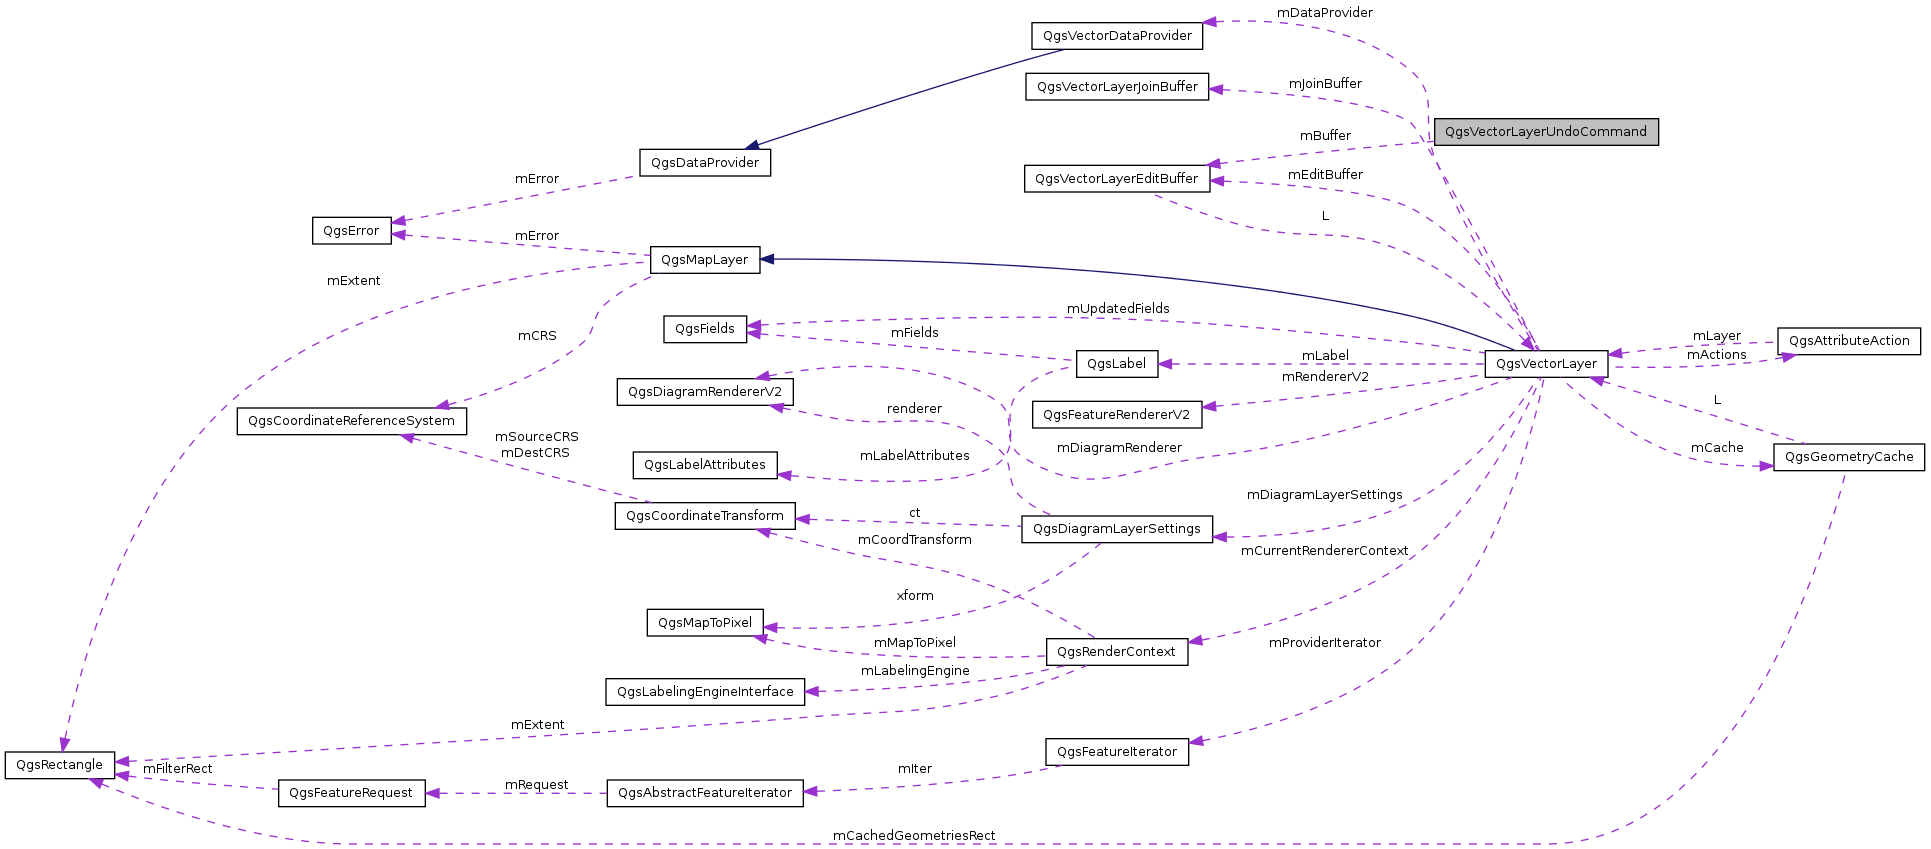 mDataProvider
QgsVectorDataProvider
mJoinBuffer
QgsVectorLayerJoinBuffer
QgsVectorLayerUndoCommand
mBuffer
QgsDataProvider
mEditBuffer
QgsVectorLayerEditBuffer
mError
L
QgsError
mError
QgsMapLayer
mExtent
mUpdatedFields
QgsFields
mFields
mCRS
mLayer
QgsAttributeAction
mLabel
mActions
QgsLabel
QgsVectorLayer
mRendererV2
QgsDiagramRendererV2
L
renderer
QgsFeatureRendererV2
QgsCoordinateReferenceSystem
mSourceCRS
mDestCRS
mDiagramRenderer
mCache
mLabelAttributes
QgsGeometryCache
QgsLabelAttributes
mDiagramLayerSettings
ct
QgsCoordinateTransform
QgsDiagramLayerSettings
mCoordTransform
mCurrentRendererContext
xform
QgsMapToPixel
mMapToPixel
mProviderIterator
QgsRenderContext
mLabelingEngine
QgsLabelingEngineInterface
mExtent
QgsFeatureIterator
QgsRectangle
mFilterRect
mIter
mRequest
QgsFeatureRequest
QgsAbstractFeatureIterator
mCachedGeometriesRect